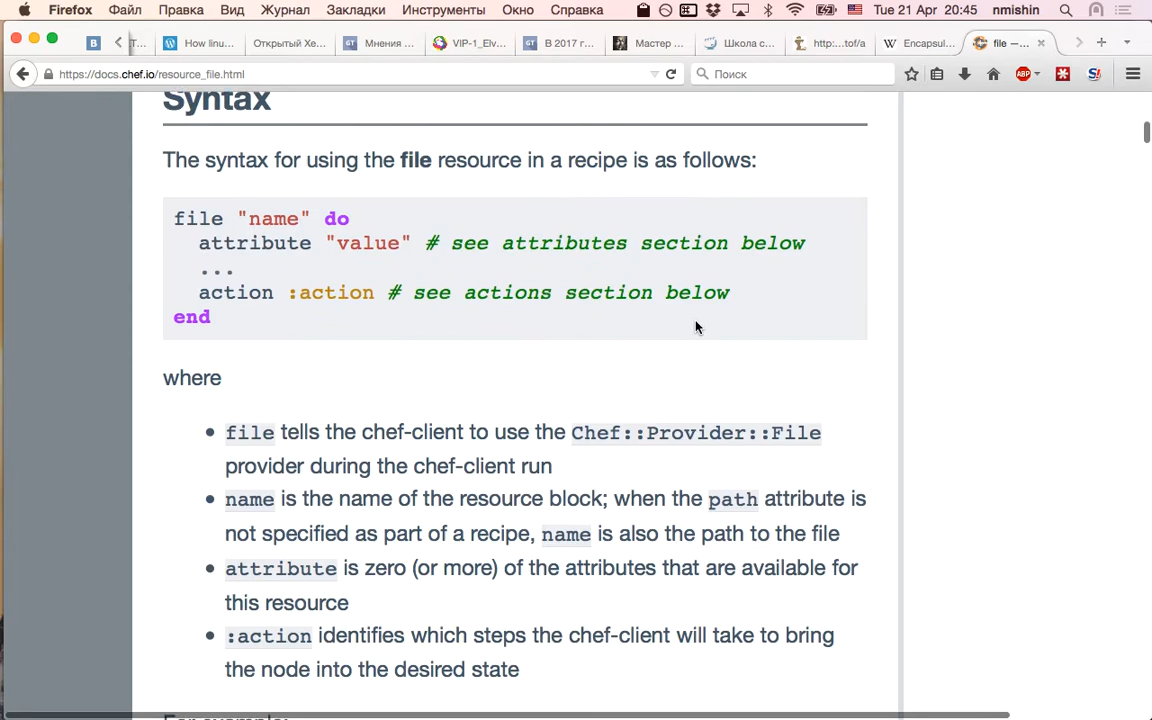 Firefox Файл Правка Вид Журнал Закладки Инструменты Окно Справка Tue 21 Apr 20:45 nmishin
В T... How linu... Открытый Хе... GT Мнения ... VIP-1_Elv... GT В 2017 г... Мастер ... Школа с... http:...tof/a W Encapsul... file —...
https://docs.chef.io/resource_file.html Поиск ABP S!
Syntax
The syntax for using the file resource in a recipe is as follows:
file "name" do
attribute "value" # see attributes section below
...
action :action # see actions section below
end
where
file tells the chef-client to use the Chef::Provider::File
provider during the chef-client run
name is the name of the resource block; when the path attribute is
not specified as part of a recipe, name is also the path to the file
attribute is zero (or more) of the attributes that are available for
this resource
:action identifies which steps the chef-client will take to bring
the node into the desired state
For example: